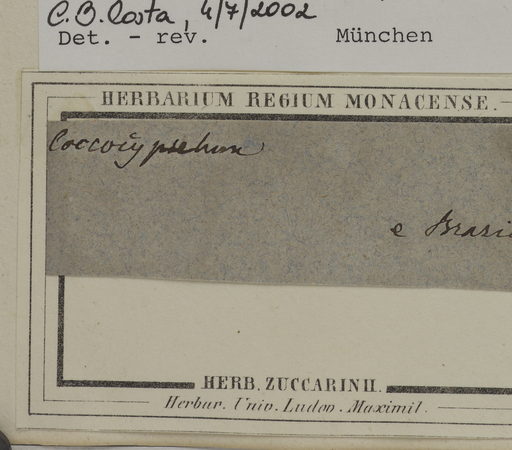 C. B. Costa, 4/7/2002
Det. - rev. München
HERBARIUM REGIUM MONACENSE.
Coccocypselum
e Brasi
HERB. ZUCCARINII.
Herbar. Univ. Ludov. Maximil.